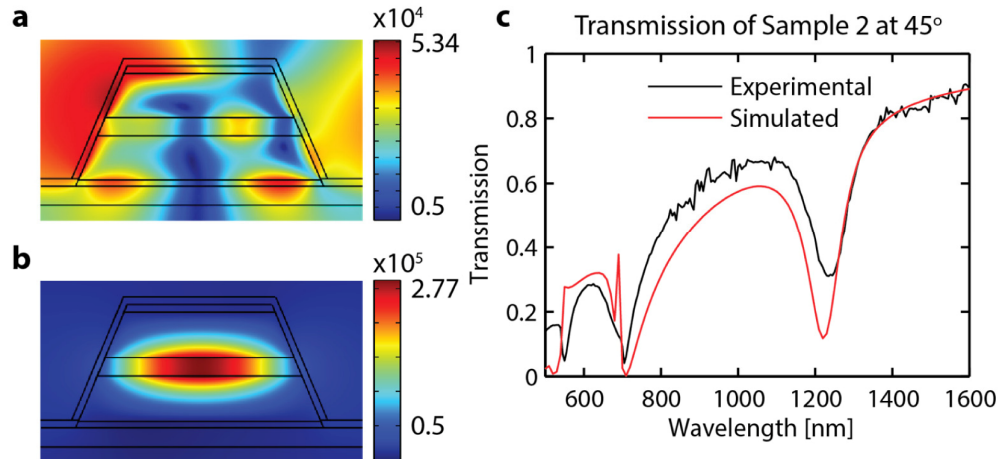 a
x10⁴
5.34
0.5
b
x10⁵
2.77
0.5
c
Transmission of Sample 2 at 45°
Experimental
Simulated
Transmission
1
0.8
0.6
0.4
0.2
0
600 800 1000 1200 1400 1600
Wavelength [nm]